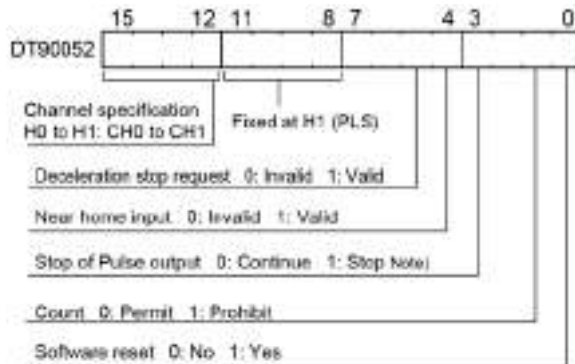 15 12 11 8 7 4 3 0
DT90052
Channel specification
H0 to H1: CH0 to CH1
Fixed at H1 (PLS)
Deceleration stop request 0: Invalid 1: Valid
Near home input 0: Invalid 1: Valid
Stop of Pulse output 0: Continue 1: Stop Note)
Count 0: Permit 1: Prohibit
Software reset 0: No 1: Yes